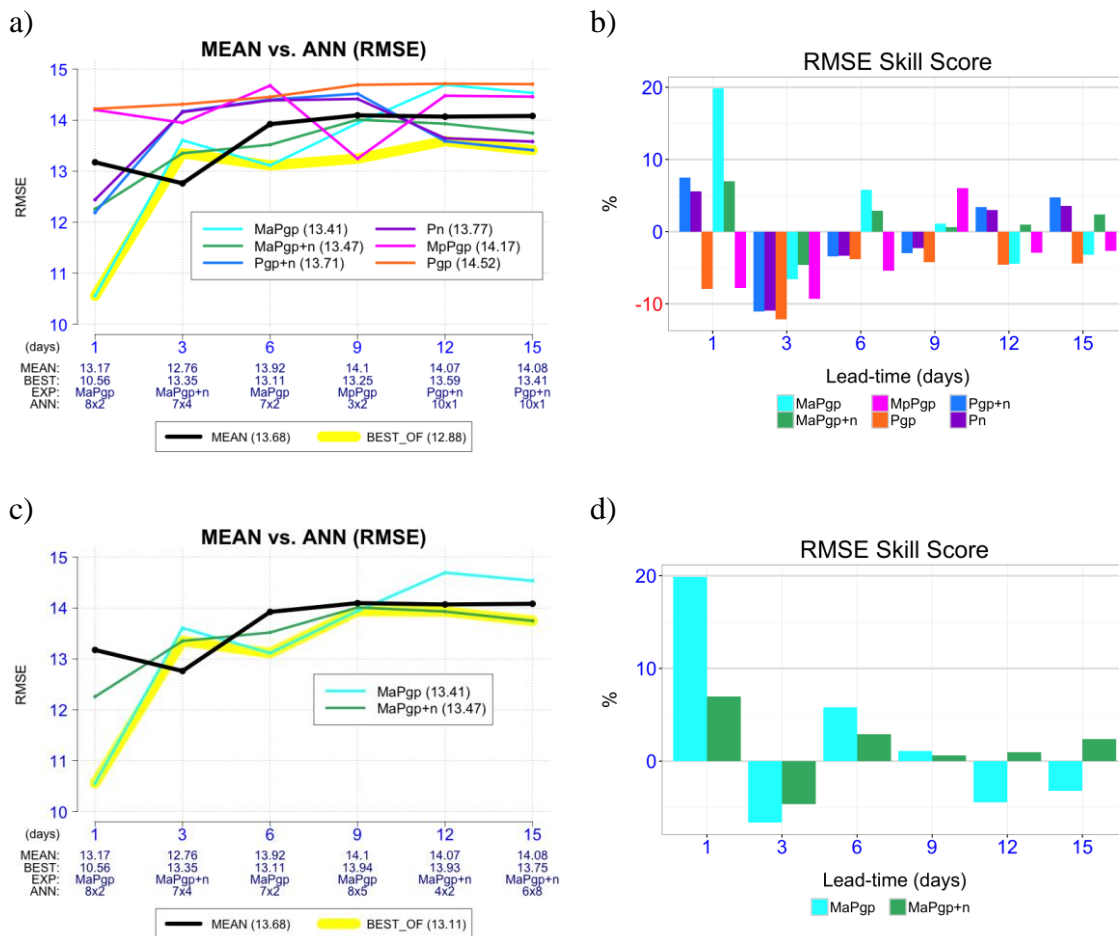 a)
MEAN vs. ANN (RMSE)
15
14
13
12
11
10
RMSE
MaPgp (13.41)
MaPgp+n (13.47)
Pgp+n (13.71)
Pn (13.77)
MpPgp (14.17)
Pgp (14.52)
(days) 1 3 6 9 12 15
MEAN: 13.17 12.76 13.92 14.1 14.07 14.08
BEST: 10.56 13.35 13.11 13.25 13.59 13.41
EXP: MaPgp MaPgp+n MaPgp MpPgp Pgp+n Pgp+n
ANN: 8x2 7x4 7x2 3x2 10x1 10x1
MEAN (13.68) BEST_OF (12.88)
b)
RMSE Skill Score
20
10
0
-10
%
1 3 6 9 12 15
Lead-time (days)
MaPgp MpPgp Pgp+n
MaPgp+n Pgp Pn
c)
MEAN vs. ANN (RMSE)
15
14
13
12
11
10
RMSE
MaPgp (13.41)
MaPgp+n (13.47)
(days) 1 3 6 9 12 15
MEAN: 13.17 12.76 13.92 14.1 14.07 14.08
BEST: 10.56 13.35 13.11 13.94 13.93 13.75
EXP: MaPgp MaPgp+n MaPgp MaPgp MaPgp+n MaPgp+n
ANN: 8x2 7x4 7x2 8x5 4x2 6x8
MEAN (13.68) BEST_OF (13.11)
d)
RMSE Skill Score
20
10
0
%
1 3 6 9 12 15
Lead-time (days)
MaPgp MaPgp+n